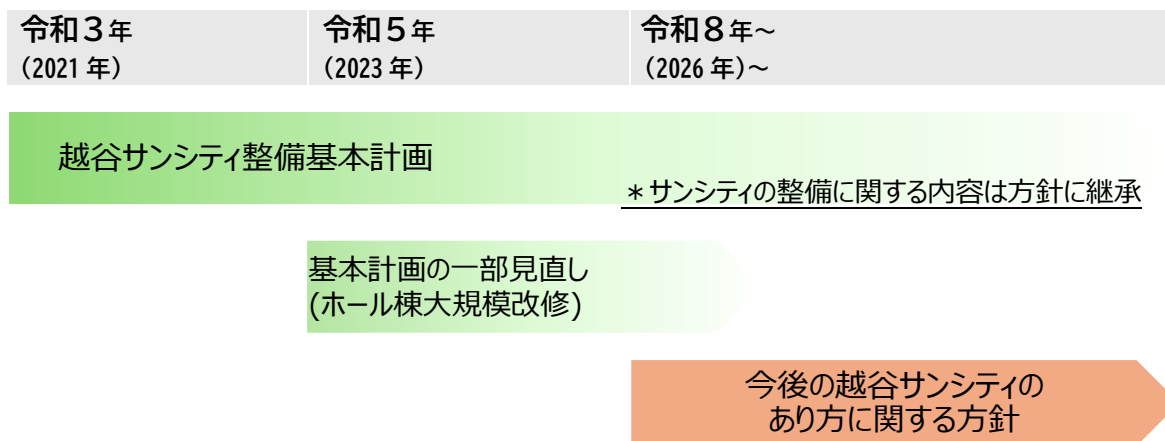 令和３年
（2021 年）
令和５年
（2023 年）
令和８年～
（2026 年）～
越谷サンシティ整備基本計画
＊サンシティの整備に関する内容は方針に継承
基本計画の一部見直し
(ホール棟大規模改修)
今後の越谷サンシティの
あり方に関する方針